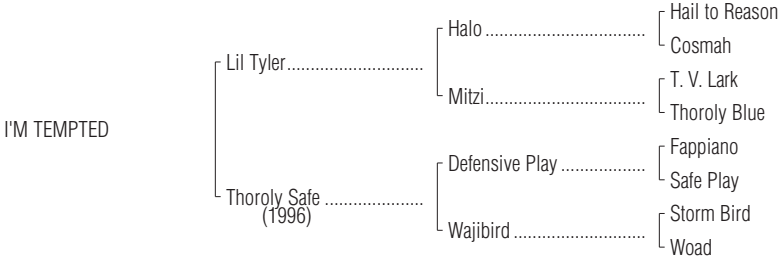 Hail to Reason
Halo ..................................
Cosmah
Lil Tyler.............................
T. V. Lark
Mitzi..................................
Thoroly Blue
I'M TEMPTED
Fappiano
Defensive Play ..................
Safe Play
Thoroly Safe .....................
(1996)
Storm Bird
Wajibird ............................
Woad